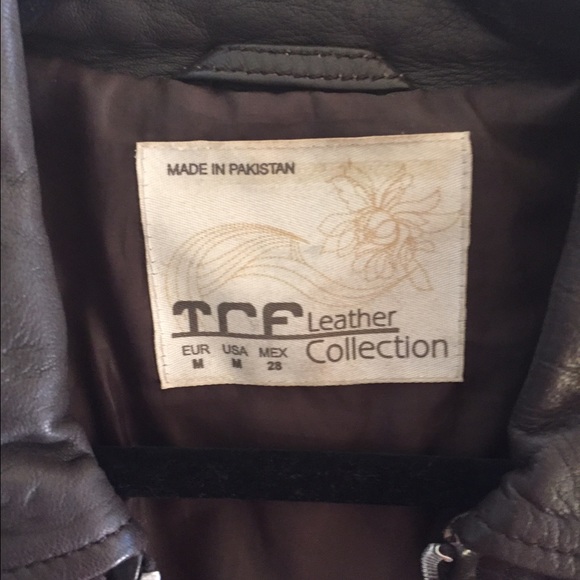 MADE IN PAKISTAN
TRF Leather
Collection
EUR USA MEX
M M 28